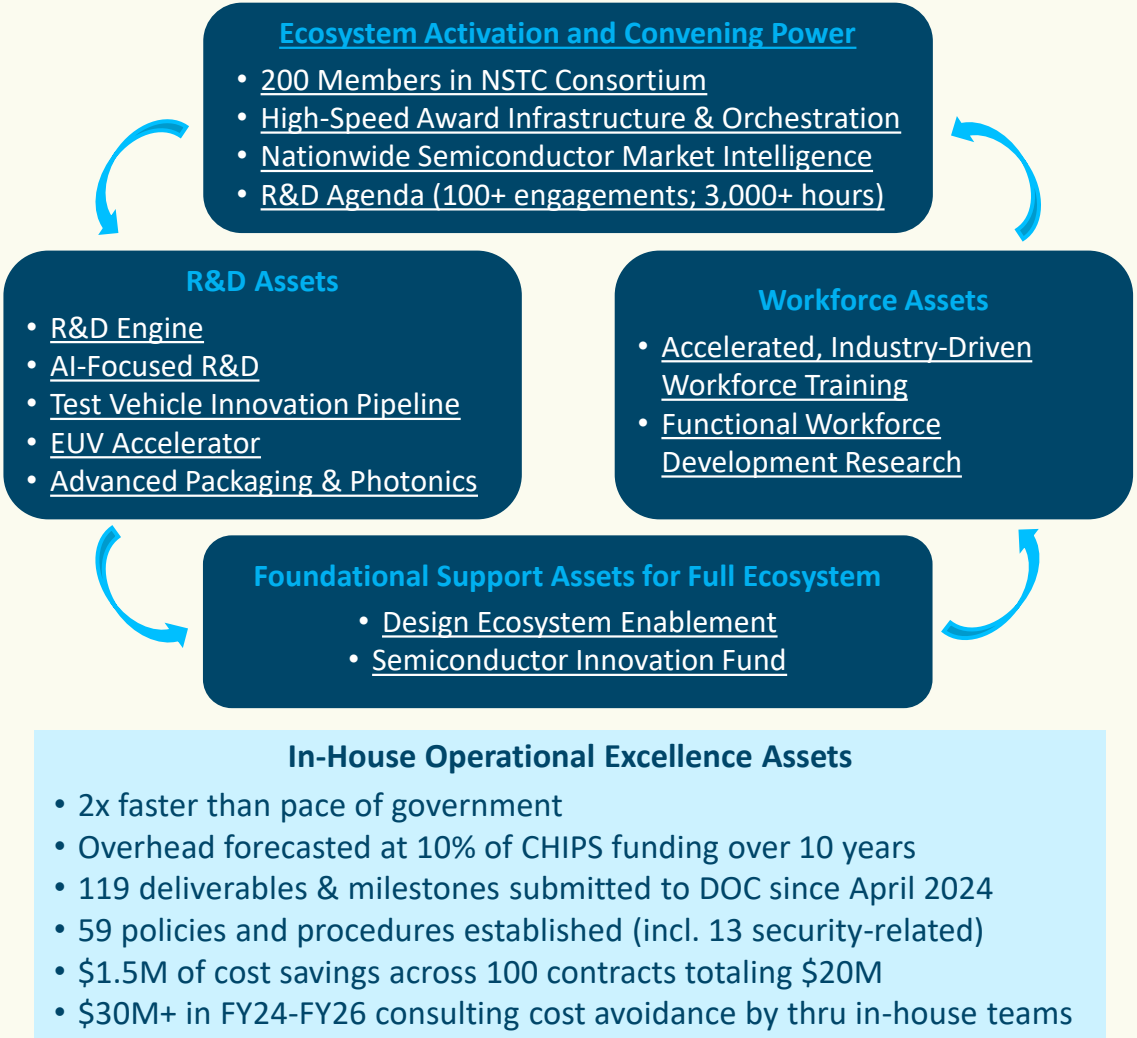 Ecosystem Activation and Convening Power
• 200 Members in NSTC Consortium
• High-Speed Award Infrastructure & Orchestration
• Nationwide Semiconductor Market Intelligence
• R&D Agenda (100+ engagements; 3,000+ hours)
R&D Assets
• R&D Engine
• AI-Focused R&D
• Test Vehicle Innovation Pipeline
• EUV Accelerator
• Advanced Packaging & Photonics
Workforce Assets
• Accelerated, Industry-Driven
Workforce Training
• Functional Workforce
Development Research
Foundational Support Assets for Full Ecosystem
• Design Ecosystem Enablement
• Semiconductor Innovation Fund
In-House Operational Excellence Assets
• 2x faster than pace of government
• Overhead forecasted at 10% of CHIPS funding over 10 years
• 119 deliverables & milestones submitted to DOC since April 2024
• 59 policies and procedures established (incl. 13 security-related)
• $1.5M of cost savings across 100 contracts totaling $20M
• $30M+ in FY24-FY26 consulting cost avoidance by thru in-house teams